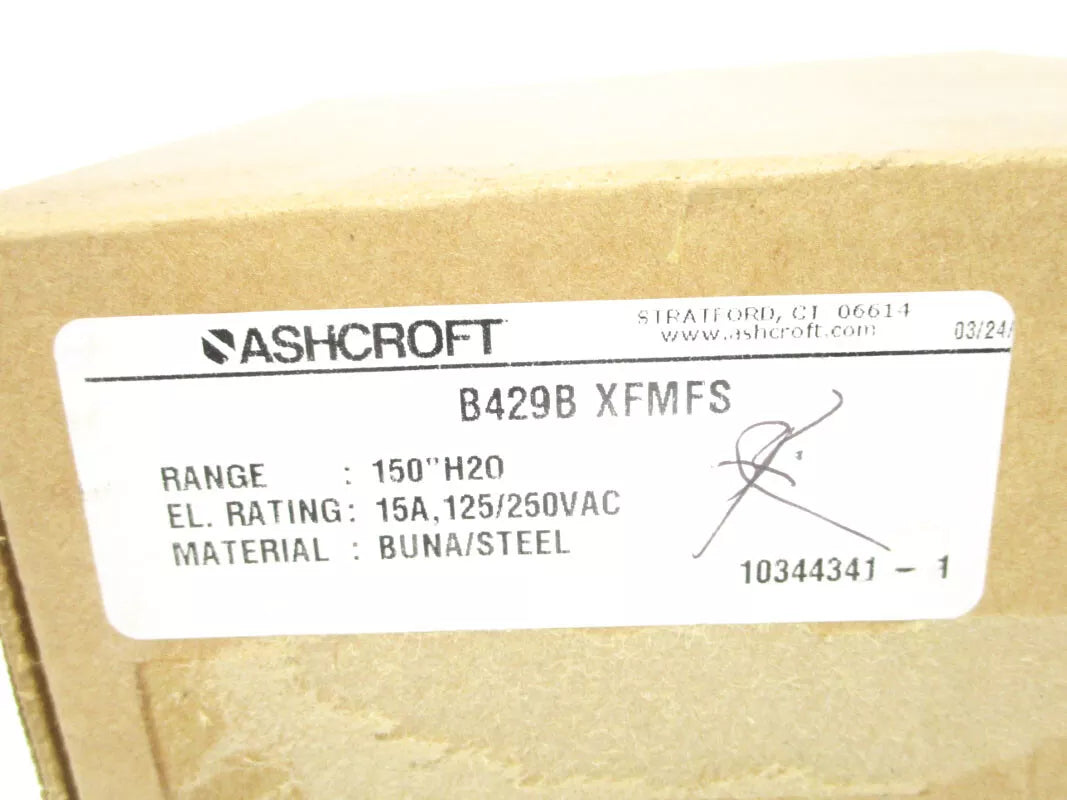 ASHCROFT
STRATFORD, CT 06614
www.ashcroft.com
03/24/
B429B XFMFS
RANGE : 150"H2O
EL. RATING: 15A,125/250VAC
MATERIAL : BUNA/STEEL
10344341 - 1